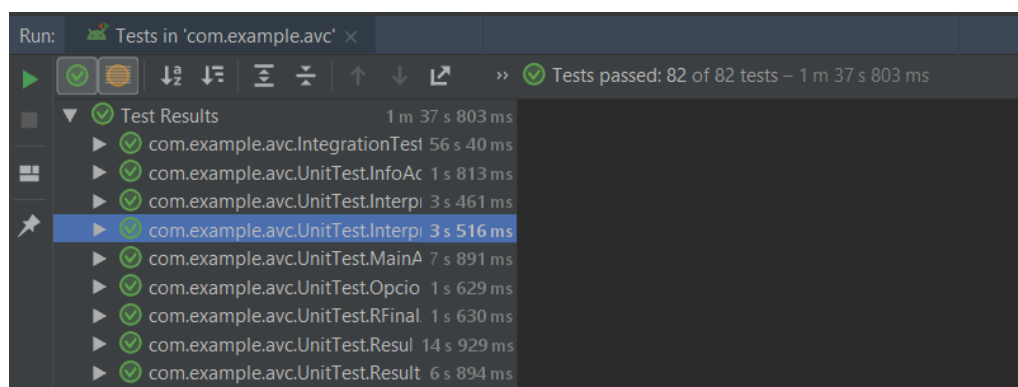 Run: Tests in 'com.example.avc' ×
» Tests passed: 82 of 82 tests – 1 m 37 s 803 ms
Test Results 1 m 37 s 803 ms
com.example.avc.IntegrationTest 56 s 40 ms
com.example.avc.UnitTest.InfoAc 1 s 813 ms
com.example.avc.UnitTest.Interpr 3 s 461 ms
com.example.avc.UnitTest.Interpr 3 s 516 ms
com.example.avc.UnitTest.MainA 7 s 891 ms
com.example.avc.UnitTest.Opcio 1 s 629 ms
com.example.avc.UnitTest.RFinal. 1 s 630 ms
com.example.avc.UnitTest.Resul 14 s 929 ms
com.example.avc.UnitTest.Result 6 s 894 ms